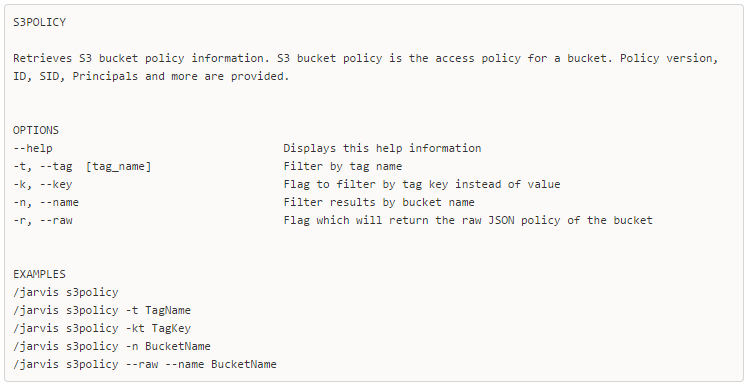 S3POLICY
Retrieves S3 bucket policy information. S3 bucket policy is the access policy for a bucket. Policy version,
ID, SID, Principals and more are provided.
OPTIONS
--help                                   Displays this help information
-t, --tag  [tag_name]                    Filter by tag name
-k, --key                                Flag to filter by tag key instead of value
-n, --name                               Filter results by bucket name
-r, --raw                                Flag which will return the raw JSON policy of the bucket
EXAMPLES
/jarvis s3policy
/jarvis s3policy -t TagName
/jarvis s3policy -kt TagKey
/jarvis s3policy -n BucketName
/jarvis s3policy --raw --name BucketName